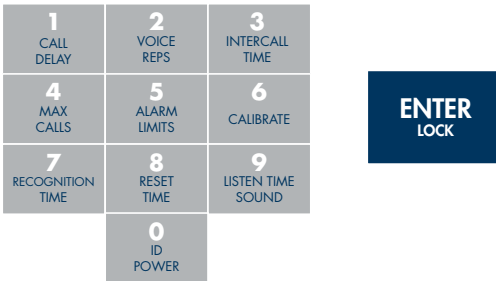 1
CALL
DELAY
2
VOICE
REPS
3
INTERCALL
TIME
4
MAX
CALLS
5
ALARM
LIMITS
6
CALIBRATE
ENTER
LOCK
7
RECOGNITION
TIME
8
RESET
TIME
9
LISTEN TIME
SOUND
0
ID
POWER